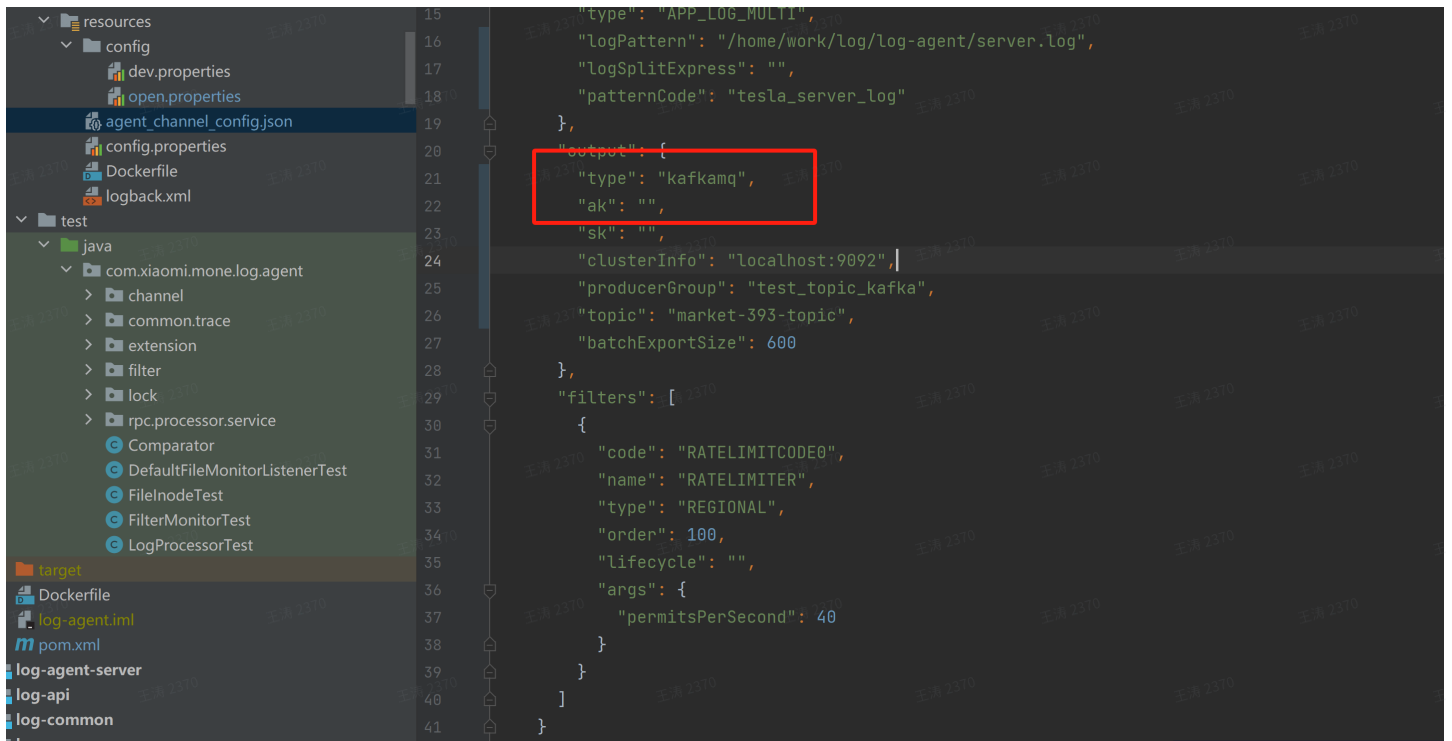 resources
config
dev.properties
open.properties
agent_channel_config.json
config.properties
Dockerfile
logback.xml
test
java
com.xiaomi.mone.log.agent
channel
common.trace
extension
filter
lock
rpc.processor.service
Comparator
DefaultFileMonitorListenerTest
FileInodeTest
FilterMonitorTest
LogProcessorTest
target
Dockerfile
log-agent.iml
pom.xml
log-agent-server
log-api
log-common
15 "type": "APP_LOG_MULTI",
16 "logPattern": "/home/work/log/log-agent/server.log",
17 "logSplitExpress": "",
18 "patternCode": "tesla_server_log"
19 },
20 "output": {
21 "type": "kafkamq",
22 "ak": "",
23 "sk": "",
24 "clusterInfo": "localhost:9092",
25 "producerGroup": "test_topic_kafka",
26 "topic": "market-393-topic",
27 "batchExportSize": 600
28 },
29 "filters": [
30 {
31 "code": "RATELIMITCODE0",
32 "name": "RATELIMITER",
33 "type": "REGIONAL",
34 "order": 100,
35 "lifecycle": "",
36 "args": {
37 "permitsPerSecond": 40
38 }
39 }
40 ]
41 }
王涛 2370